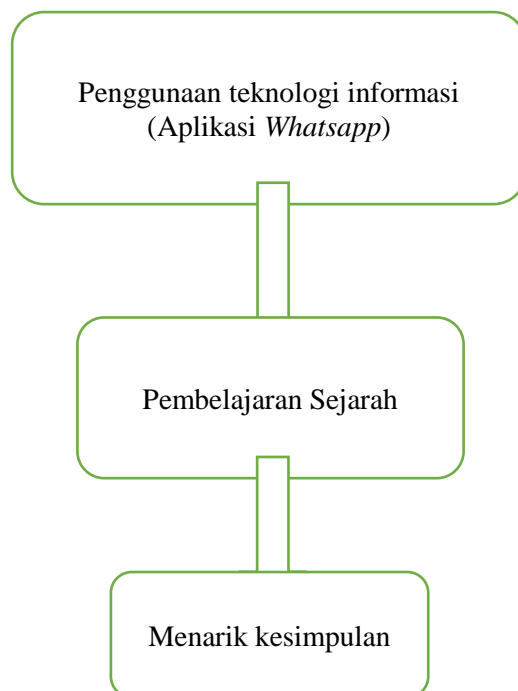 Penggunaan teknologi informasi
(Aplikasi Whatsapp)
Pembelajaran Sejarah
Menarik kesimpulan